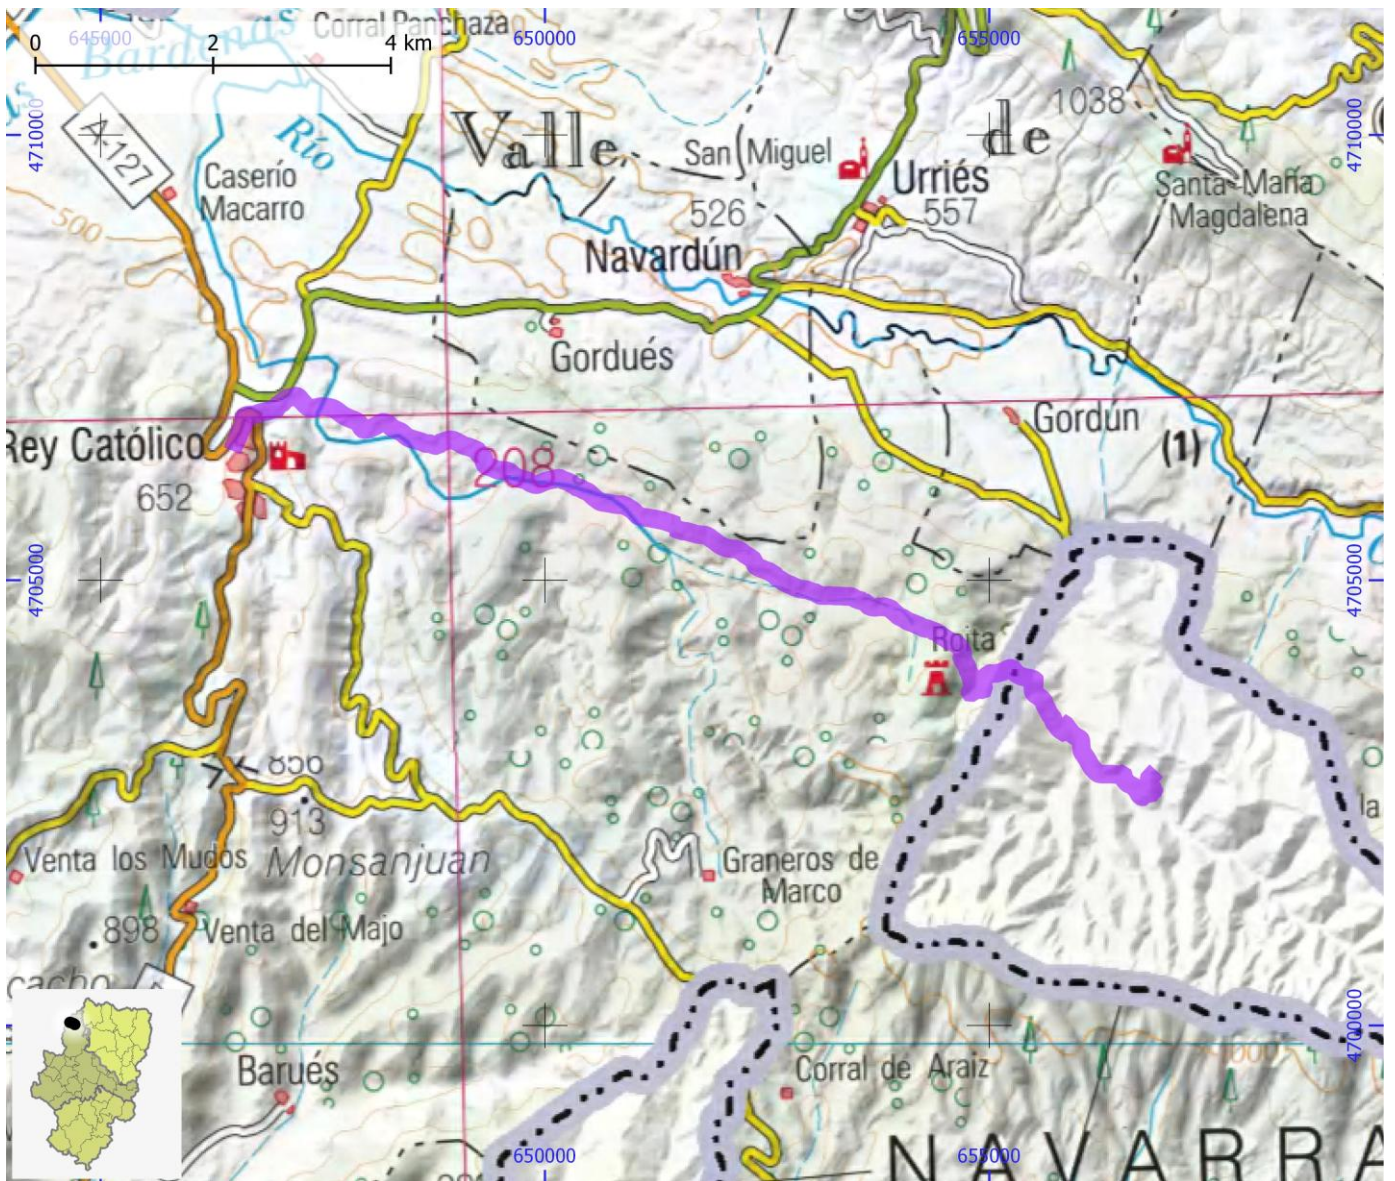 645000
650000
655000
0 2 4 km
Corral Panchaza
Bardenas
A-127
4710000
4710000
Río
Valle
de
1038
Caserío
Macarro
San Miguel
Urriés
557
526
Santa María
Magdalena
500
Navardún
Gordués
Gordún
(1)
Rey Católico
652
208
4705000
4705000
Roita
856
913
Monsanjuan
Venta los Mudos
898
Venta del Majo
Graneros de
Marco
la
cacho
4700000
Barués
Corral de Araiz
650000
655000
NAVARRA